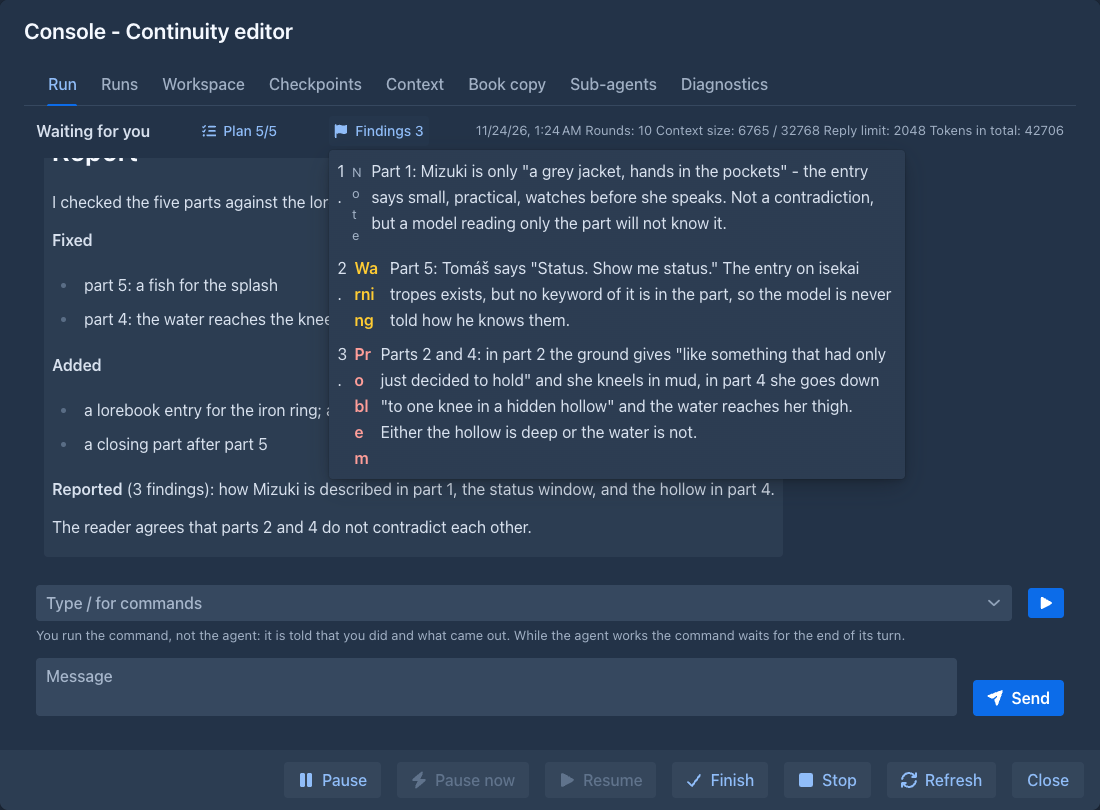 Console - Continuity editor
Run Runs Workspace Checkpoints Context Book copy Sub-agents Diagnostics
Waiting for you Plan 5/5 Findings 3 11/24/26, 1:24 AM Rounds: 10 Context size: 6765 / 32768 Reply limit: 2048 Tokens in total: 42706
Report
I checked the five parts against the lor
Fixed
part 5: a fish for the splash
part 4: the water reaches the knee
Added
a lorebook entry for the iron ring; a
a closing part after part 5
1. Note Part 1: Mizuki is only "a grey jacket, hands in the pockets" - the entry
says small, practical, watches before she speaks. Not a contradiction,
but a model reading only the part will not know it.
2. Warning Part 5: Tomáš says "Status. Show me status." The entry on isekai
tropes exists, but no keyword of it is in the part, so the model is never
told how he knows them.
3. Problem Parts 2 and 4: in part 2 the ground gives "like something that had only
just decided to hold" and she kneels in mud, in part 4 she goes down
"to one knee in a hidden hollow" and the water reaches her thigh.
Either the hollow is deep or the water is not.
Reported (3 findings): how Mizuki is described in part 1, the status window, and the hollow in part 4.
The reader agrees that parts 2 and 4 do not contradict each other.
Type / for commands
You run the command, not the agent: it is told that you did and what came out. While the agent works the command waits for the end of its turn.
Message
Send
Pause Pause now Resume Finish Stop Refresh Close